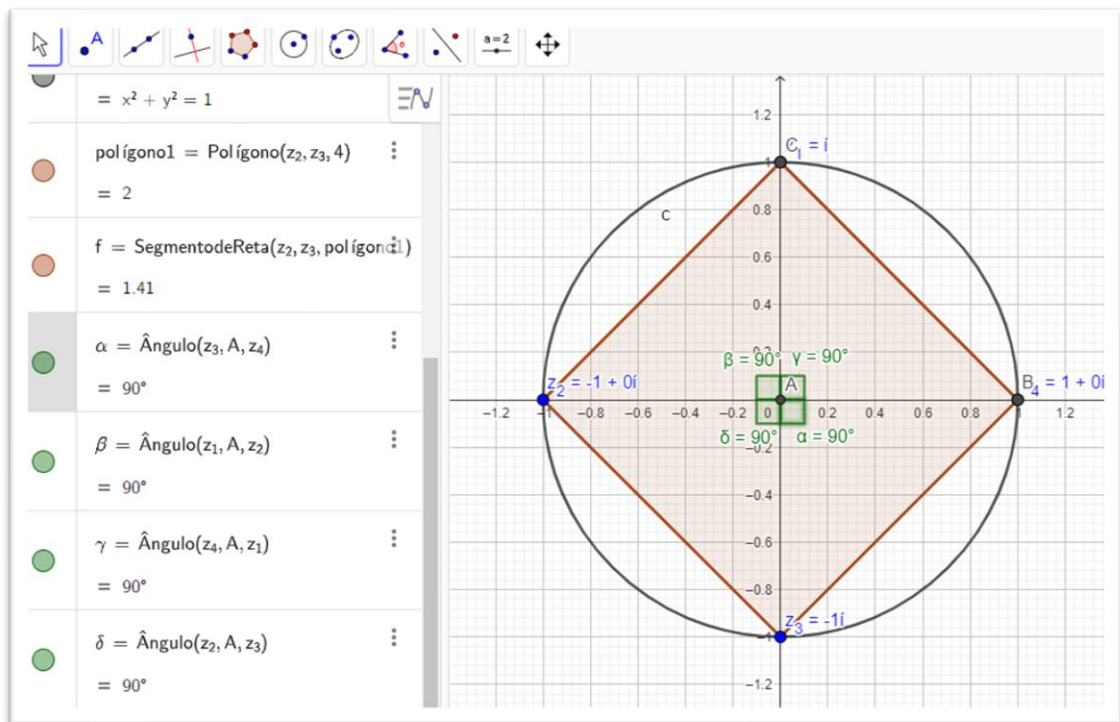 A
a=2
= x² + y² = 1
polígono1 = Polígono(z₂, z₃, 4)
= 2
f = SegmentodeReta(z₂, z₃, polígono1)
= 1.41
α = Ângulo(z₃, A, z₄)
= 90°
β = Ângulo(z₁, A, z₂)
= 90°
γ = Ângulo(z₄, A, z₁)
= 90°
δ = Ângulo(z₂, A, z₃)
= 90°
1.2
C₁ = í
1
c
0.8
0.6
0.4
0.2
β = 90° γ = 90°
z₂ = -1 + 0í
A
B₄ = 1 + 0í
−1.2 −1 −0.8 −0.6 −0.4 −0.2 0 0.2 0.4 0.6 0.8 1 1.2
δ = 90° α = 90°
−0.2
−0.4
−0.6
−0.8
z₃ = -1í
−1
−1.2